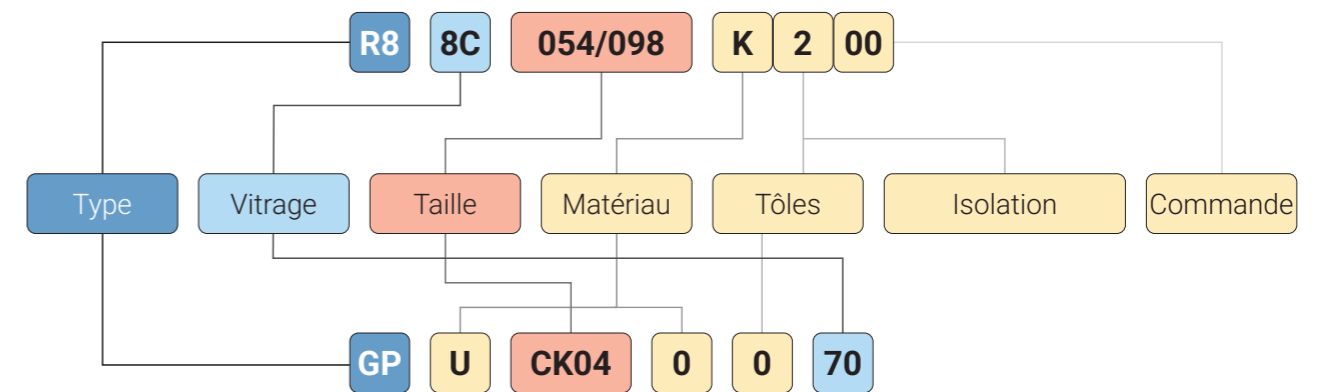 R8 8C 054/098 K 2 00
Type Vitrage Taille Matériau Tôles Isolation Commande
GP U CK04 0 0 70